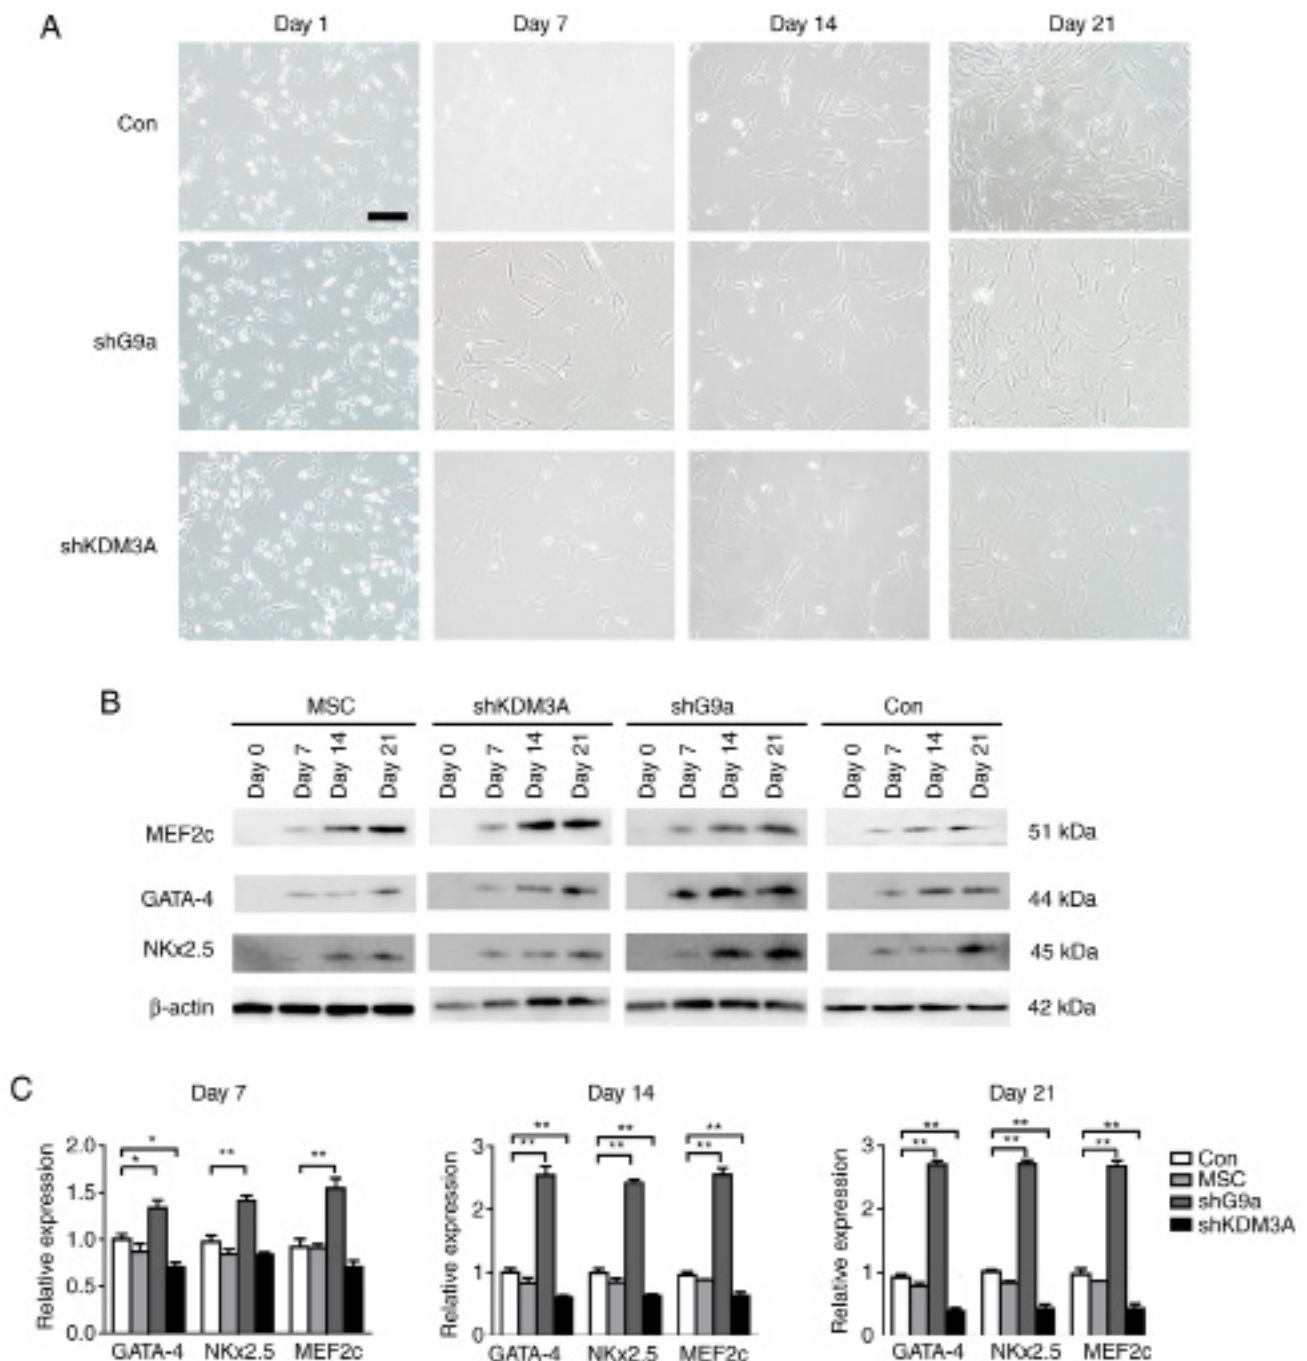 A
Day 1 Day 7 Day 14 Day 21
Con
shG9a
shKDM3A
B
MSC shKDM3A shG9a Con
Day 0 Day 7 Day 14 Day 21 Day 0 Day 7 Day 14 Day 21 Day 0 Day 7 Day 14 Day 21 Day 0 Day 7 Day 14 Day 21
MEF2c 51 kDa
GATA-4 44 kDa
NKx2.5 45 kDa
β-actin 42 kDa
C
Day 7
Relative expression
2.0
1.5
1.0
0.5
0.0
* * ** **
GATA-4 NKx2.5 MEF2c
Day 14
Relative expression
3
2
1
0
** ** **
** ** **
GATA-4 NKx2.5 MEF2c
Day 21
Relative expression
3
2
1
0
** ** **
** ** **
GATA-4 NKx2.5 MEF2c
Con
MSC
shG9a
shKDM3A